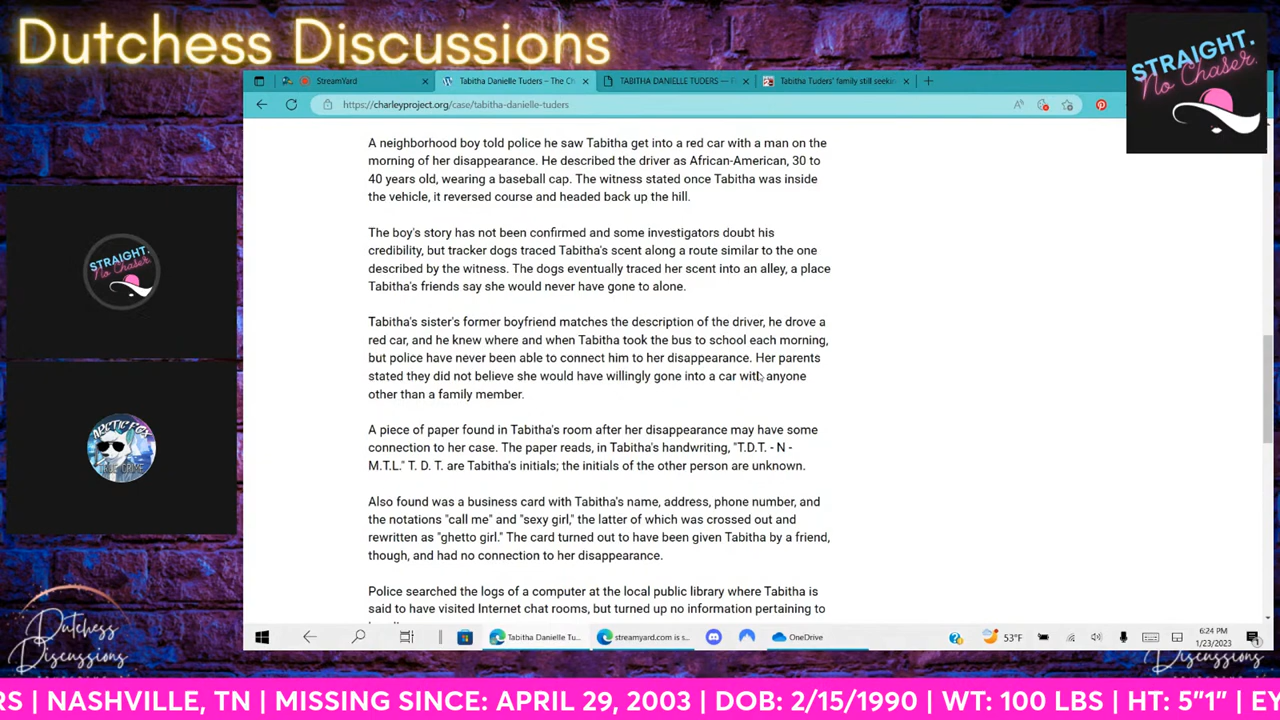 Dutchess Discussions
STRAIGHT.
No Chaser.
StreamYard
Tabitha Danielle Tuders – The Ch
TABITHA DANIELLE TUDERS — F
Tabitha Tuders' family still seekin
https://charleyproject.org/case/tabitha-danielle-tuders
A neighborhood boy told police he saw Tabitha get into a red car with a man on the
morning of her disappearance. He described the driver as African-American, 30 to
40 years old, wearing a baseball cap. The witness stated once Tabitha was inside
the vehicle, it reversed course and headed back up the hill.
The boy's story has not been confirmed and some investigators doubt his
credibility, but tracker dogs traced Tabitha's scent along a route similar to the one
described by the witness. The dogs eventually traced her scent into an alley, a place
Tabitha's friends say she would never have gone to alone.
Tabitha's sister's former boyfriend matches the description of the driver, he drove a
red car, and he knew where and when Tabitha took the bus to school each morning,
but police have never been able to connect him to her disappearance. Her parents
stated they did not believe she would have willingly gone into a car with anyone
other than a family member.
A piece of paper found in Tabitha's room after her disappearance may have some
connection to her case. The paper reads, in Tabitha's handwriting, "T.D.T. - N -
M.T.L." T. D. T. are Tabitha's initials; the initials of the other person are unknown.
Also found was a business card with Tabitha's name, address, phone number, and
the notations "call me" and "sexy girl," the latter of which was crossed out and
rewritten as "ghetto girl." The card turned out to have been given Tabitha by a friend,
though, and had no connection to her disappearance.
Police searched the logs of a computer at the local public library where Tabitha is
said to have visited Internet chat rooms, but turned up no information pertaining to
STRAIGHT.
No Chaser.
ARCTIC FOX
TRUE CRIME
Dutchess
Discussions
Tabitha Danielle Tu...
streamyard.com is s...
OneDrive
53°F
6:24 PM
1/23/2023
Discussions
RS | NASHVILLE, TN | MISSING SINCE: APRIL 29, 2003 | DOB: 2/15/1990 | WT: 100 LBS | HT: 5"1" | EY